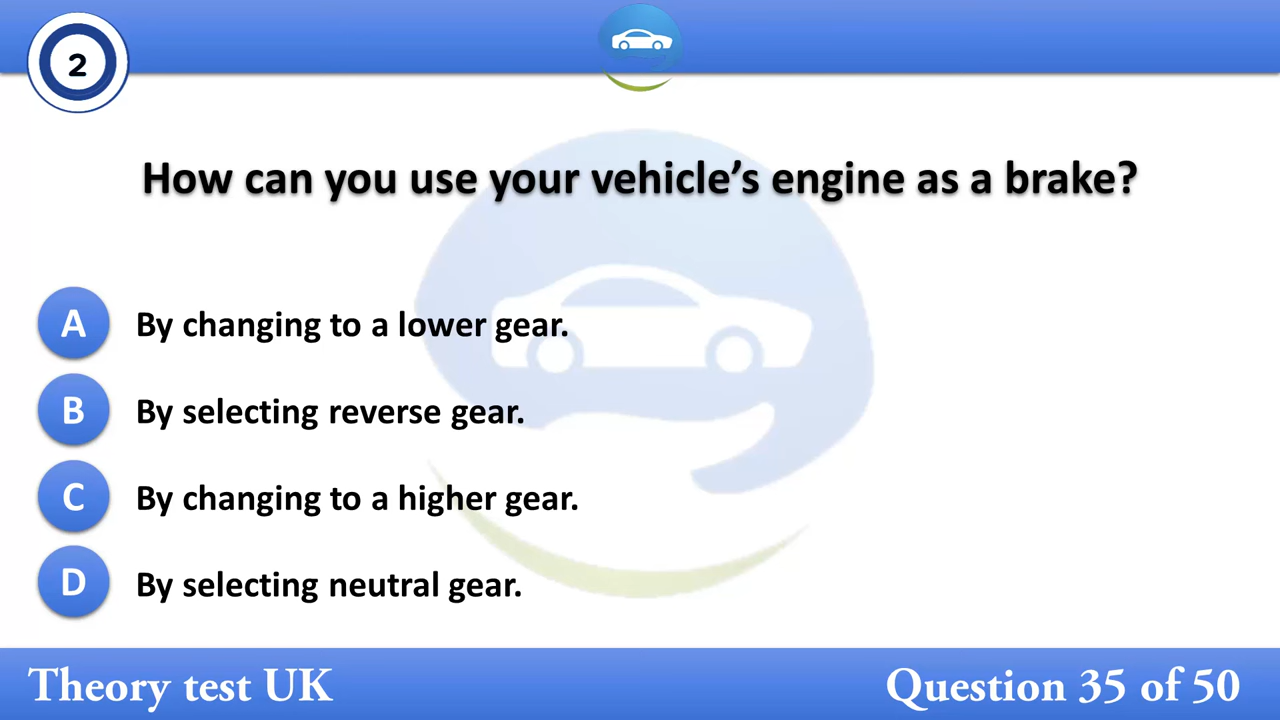 2
How can you use your vehicle’s engine as a brake?
A By changing to a lower gear.
B By selecting reverse gear.
C By changing to a higher gear.
D By selecting neutral gear.
Theory test UK
Question 35 of 50